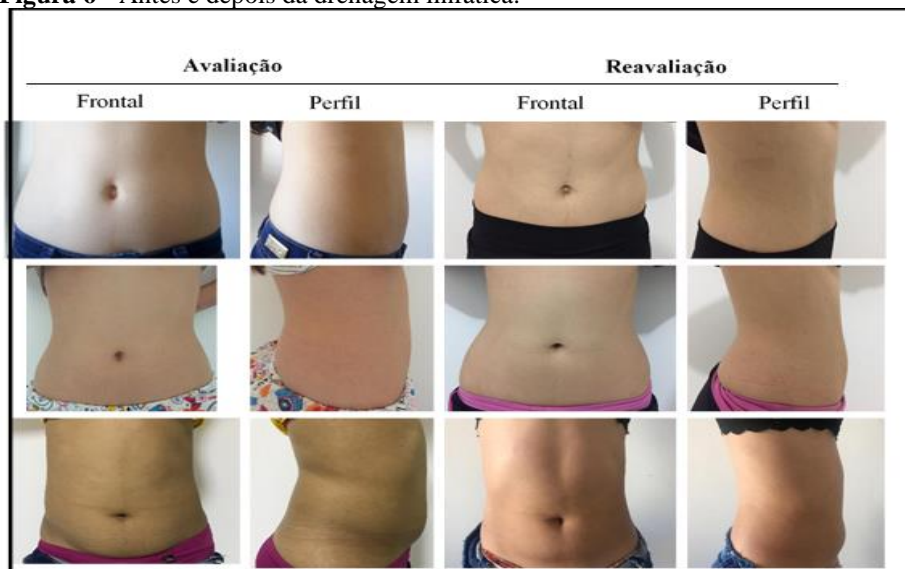 Figura 6 - Antes e depois da drenagem linfática.
Avaliação Reavaliação
Frontal Perfil Frontal Perfil